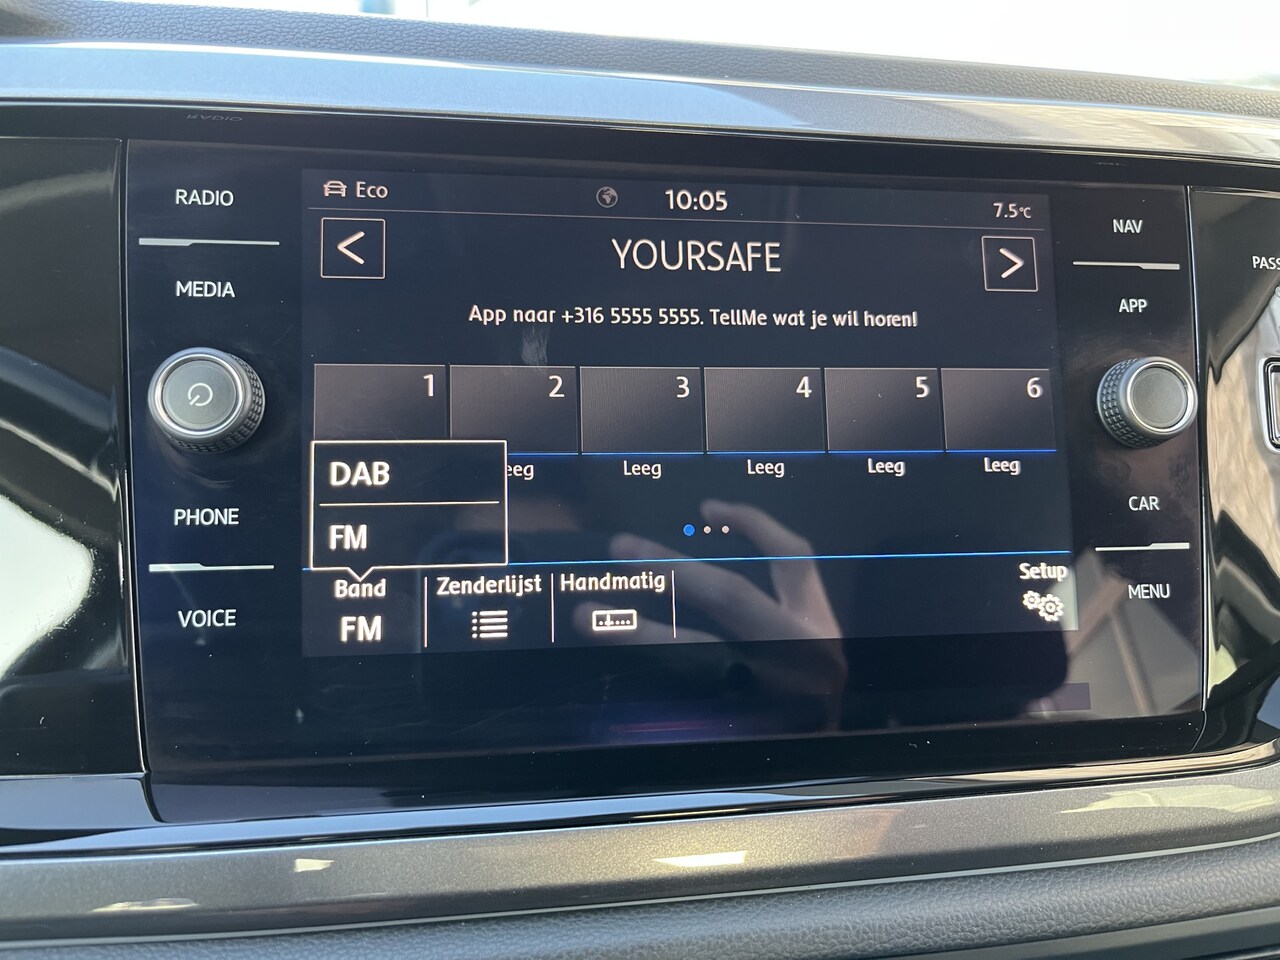 RADIO
Eco
10:05
7.5°C
NAV
MEDIA
YOURSAFE
APP
App naar +316 5555 5555. TellMe wat je wil horen!
1
2
3
4
5
6
DAB
eeg
Leeg
Leeg
Leeg
Leeg
FM
PHONE
CAR
Band
Zenderlijst
Handmatig
Setup
FM
VOICE
MENU
PASS